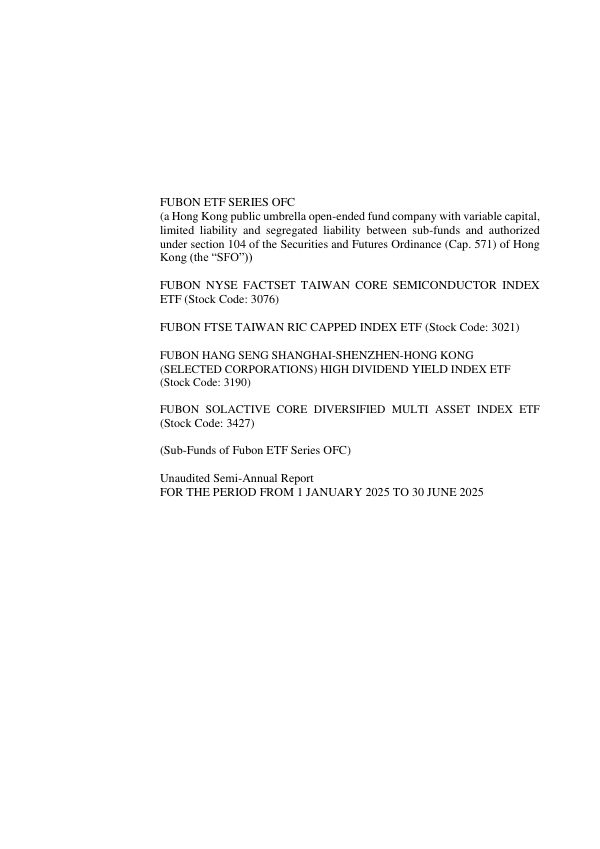 FUBON ETF SERIES OFC
(a Hong Kong public umbrella open-ended fund company with variable capital,
limited liability and segregated liability between sub-funds and authorized
under section 104 of the Securities and Futures Ordinance (Cap. 571) of Hong
Kong (the “SFO”))
FUBON NYSE FACTSET TAIWAN CORE SEMICONDUCTOR INDEX
ETF (Stock Code: 3076)
FUBON FTSE TAIWAN RIC CAPPED INDEX ETF (Stock Code: 3021)
FUBON HANG SENG SHANGHAI-SHENZHEN-HONG KONG
(SELECTED CORPORATIONS) HIGH DIVIDEND YIELD INDEX ETF
(Stock Code: 3190)
FUBON SOLACTIVE CORE DIVERSIFIED MULTI ASSET INDEX ETF
(Stock Code: 3427)
(Sub-Funds of Fubon ETF Series OFC)
Unaudited Semi-Annual Report
FOR THE PERIOD FROM 1 JANUARY 2025 TO 30 JUNE 2025